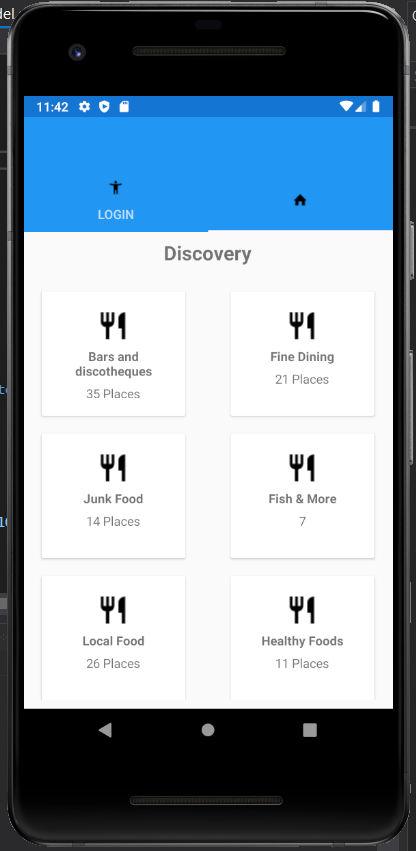 del
11:42
LOGIN
Discovery
Bars and
discotheques
35 Places
Fine Dining
21 Places
Junk Food
14 Places
Fish & More
7
Local Food
26 Places
Healthy Foods
11 Places